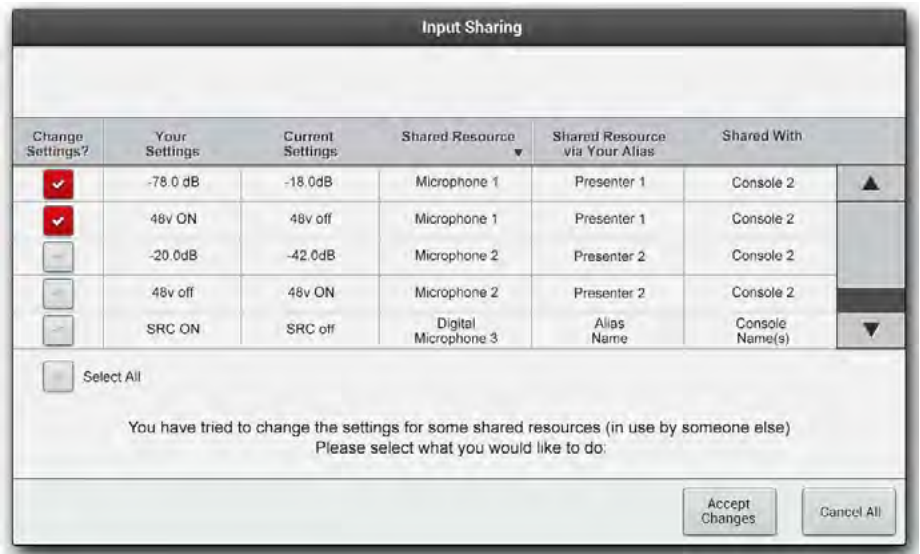 Input Sharing
Change Settings? Your Settings Current Settings Shared Resource Shared Resource via Your Alias Shared With
-78.0 dB -18.0dB Microphone 1 Presenter 1 Console 2
48v ON 48v off Microphone 1 Presenter 1 Console 2
-20.0dB -42.0dB Microphone 2 Presenter 2 Console 2
48v off 48v ON Microphone 2 Presenter 2 Console 2
SRC ON SRC off Digital Microphone 3 Alias Name Console Name(s)
Select All
You have tried to change the settings for some shared resources (in use by someone else)
Please select what you would like to do:
Accept
Changes
Cancel All